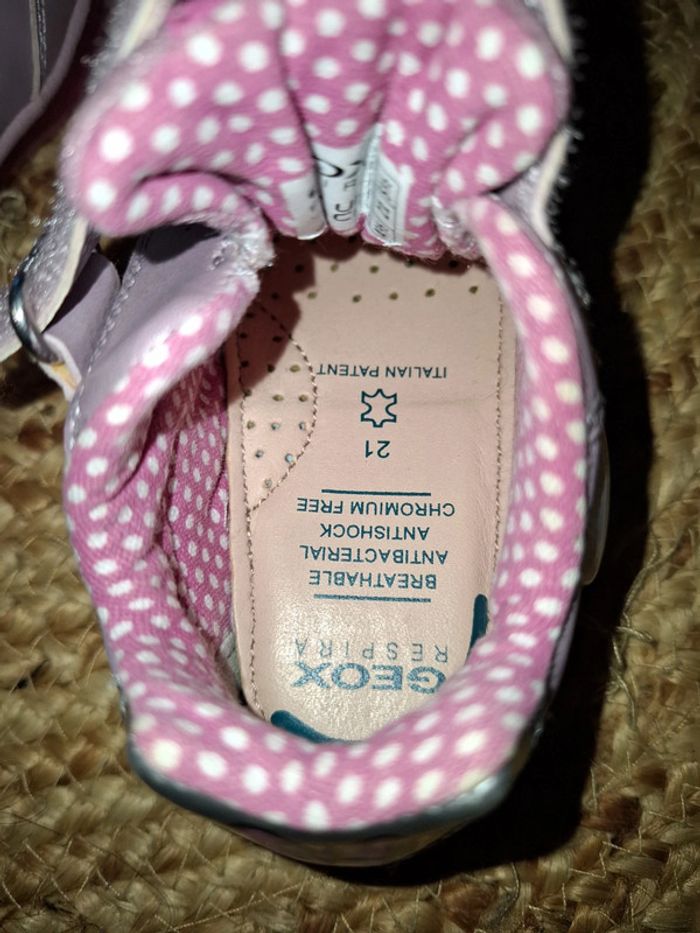 GEOX
RESPIRA
BREATHABLE
ANTIBACTERIAL
ANTISHOCK
CHROMIUM FREE
21
ITALIAN PATENT